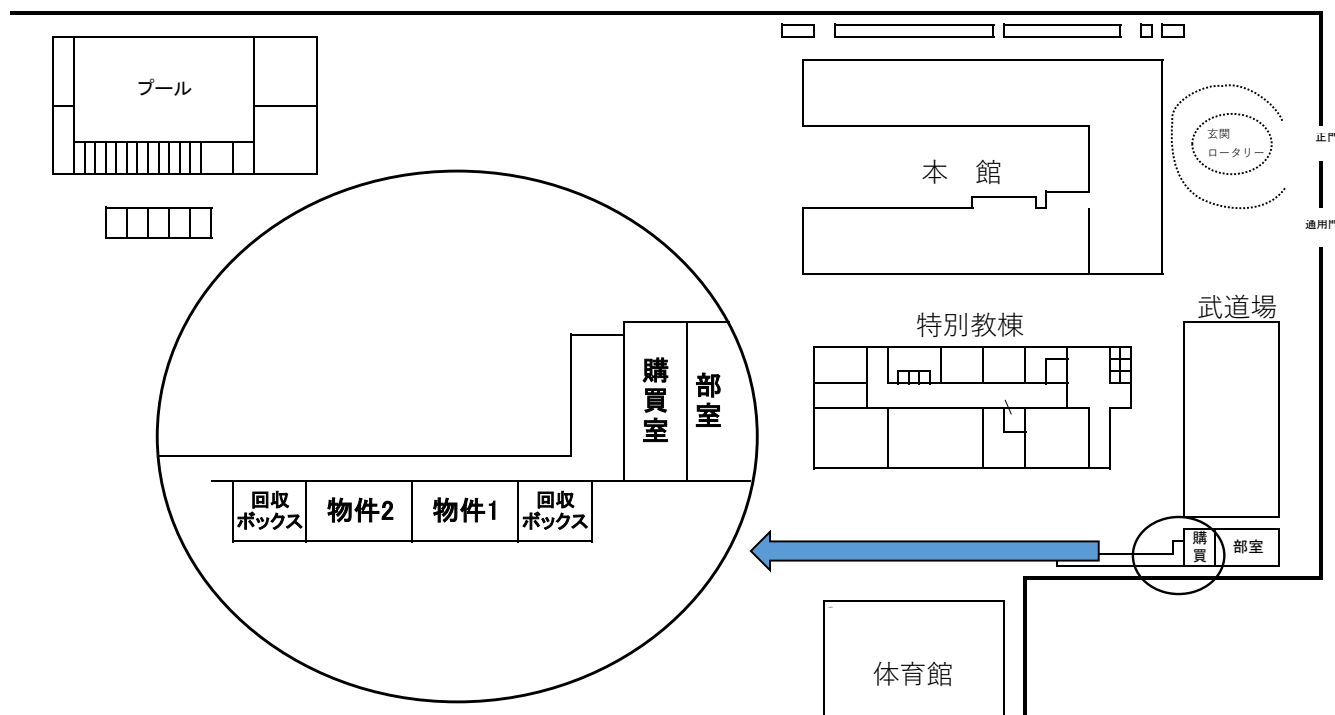 プール
玄関
ロータリー
正門
本 館
通用門
武道場
特別教棟
購買室
部室
回収
ボックス
物件2
物件1
回収
ボックス
購買
部室
体育館